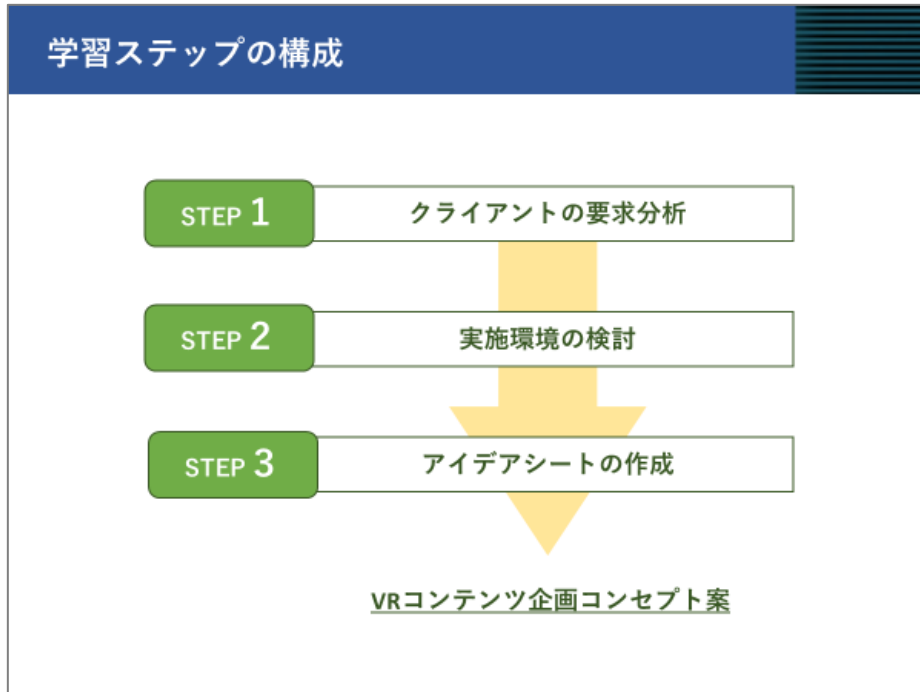 学習ステップの構成
STEP 1 クライアントの要求分析
STEP 2 実施環境の検討
STEP 3 アイデアシートの作成
VRコンテンツ企画コンセプト案